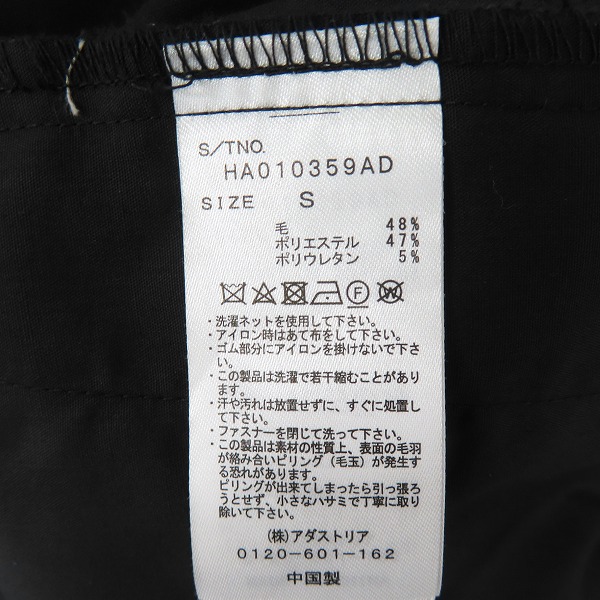 S/TNO.
HA010359AD
SIZE S
毛 48%
ポリエステル 47%
ポリウレタン 5%
F W
・洗濯ネットを使用して下さい。
・アイロン時はあて布をして下さい。
・ゴム部分にアイロンを掛けないで下さ
い。
・この製品は洗濯で若干縮むことがあり
ます。
・汗や汚れは放置せずに、すぐに処置し
て下さい。
・ファスナーを閉じて洗って下さい。
・この製品は素材の性質上、表面の毛羽
が絡み合いピリング（毛玉）が発生す
る恐れがあります。
ピリングが出来てしまったら引っ張ろ
うとせず、小さなハサミで丁寧に取り
除いて下さい。
(株)アダストリア
0120-601-162
中国製